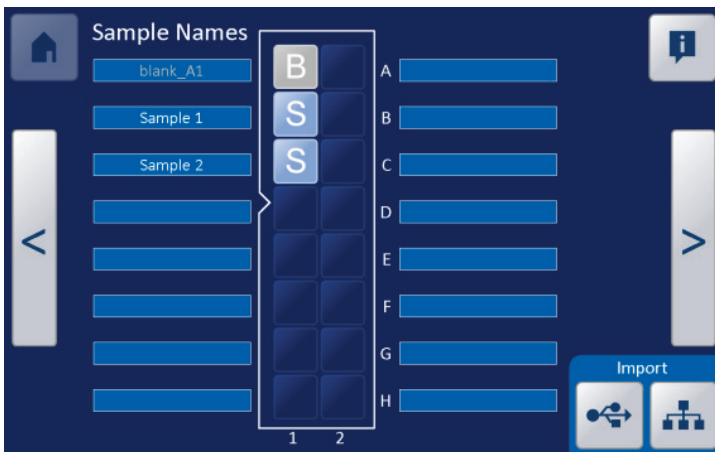 Sample Names
blank_A1 B A
Sample 1 S B
Sample 2 S C
D
< E >
F
G Import
H
1 2
i